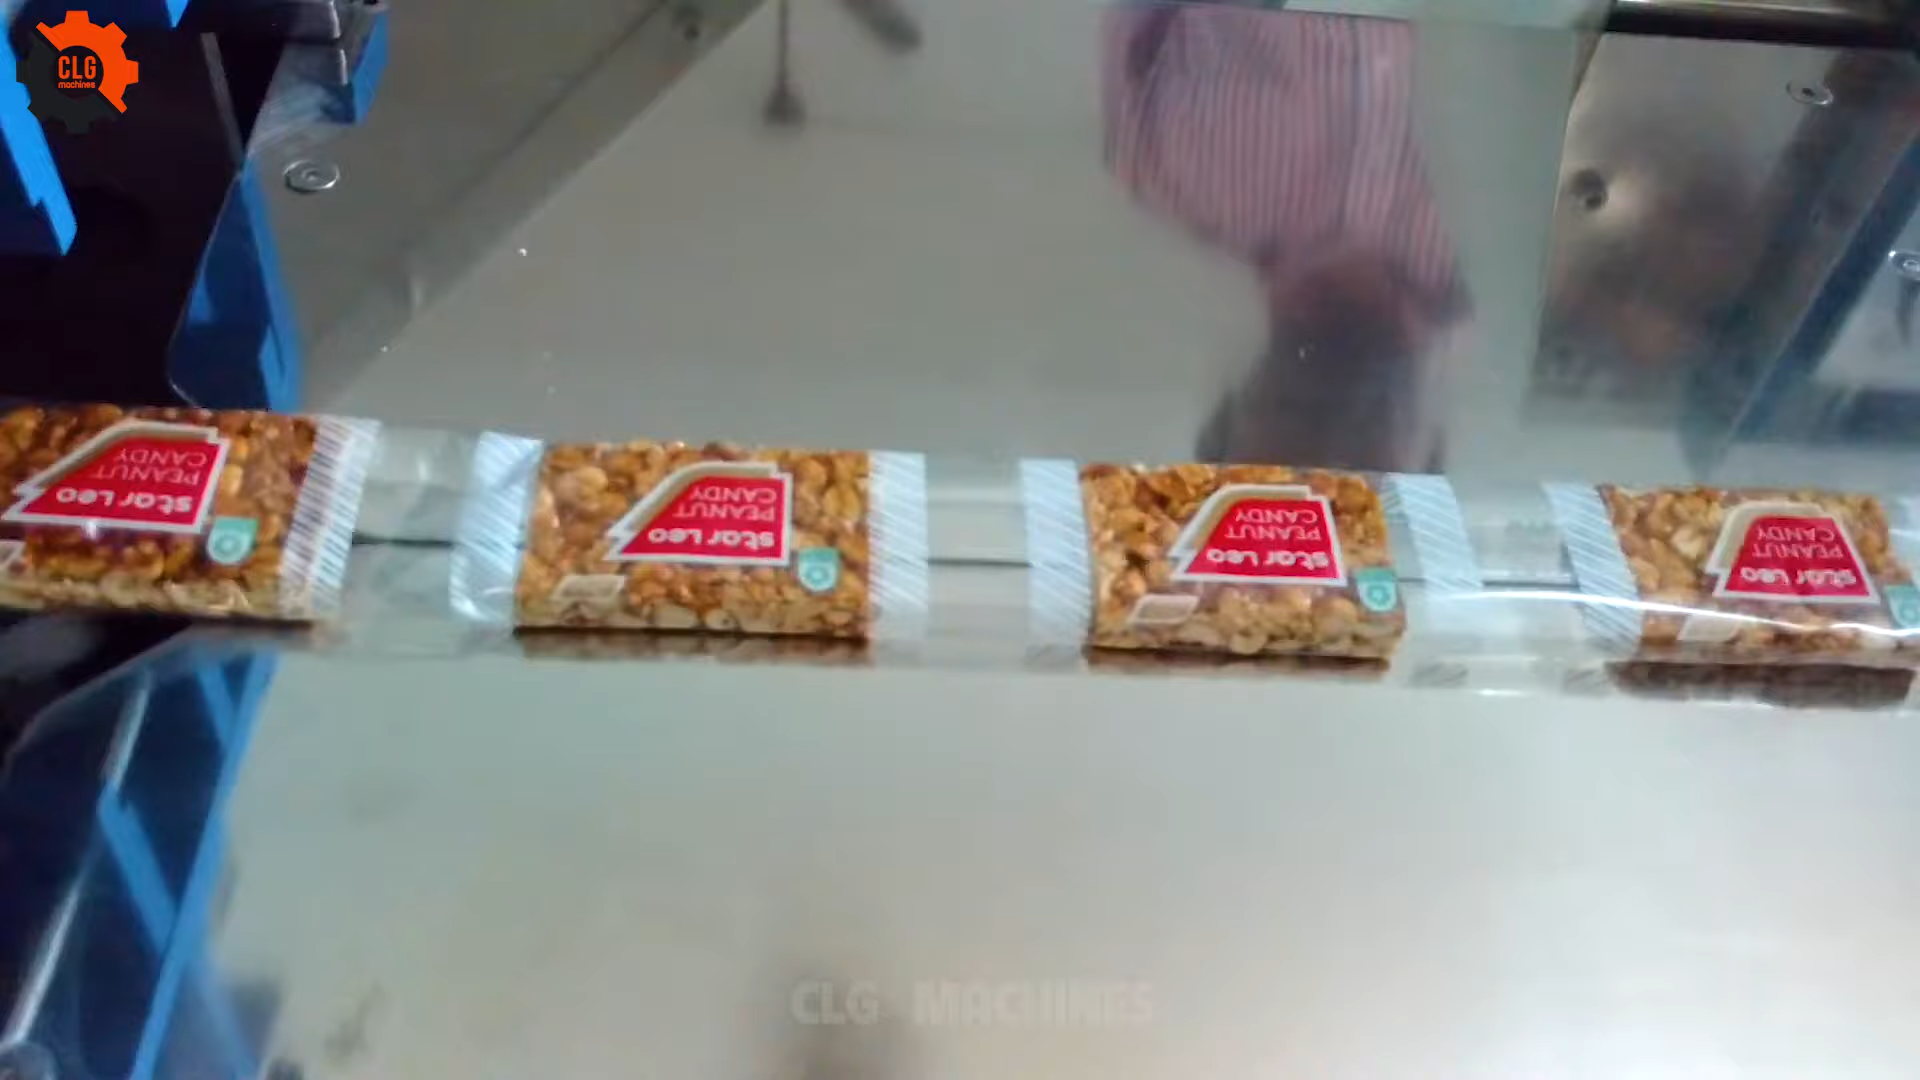 CLG
machines
star Leo
PEANUT
CANDY
star Leo
PEANUT
CANDY
star Leo
PEANUT
CANDY
star Leo
PEANUT
CANDY
CLG MACHINES